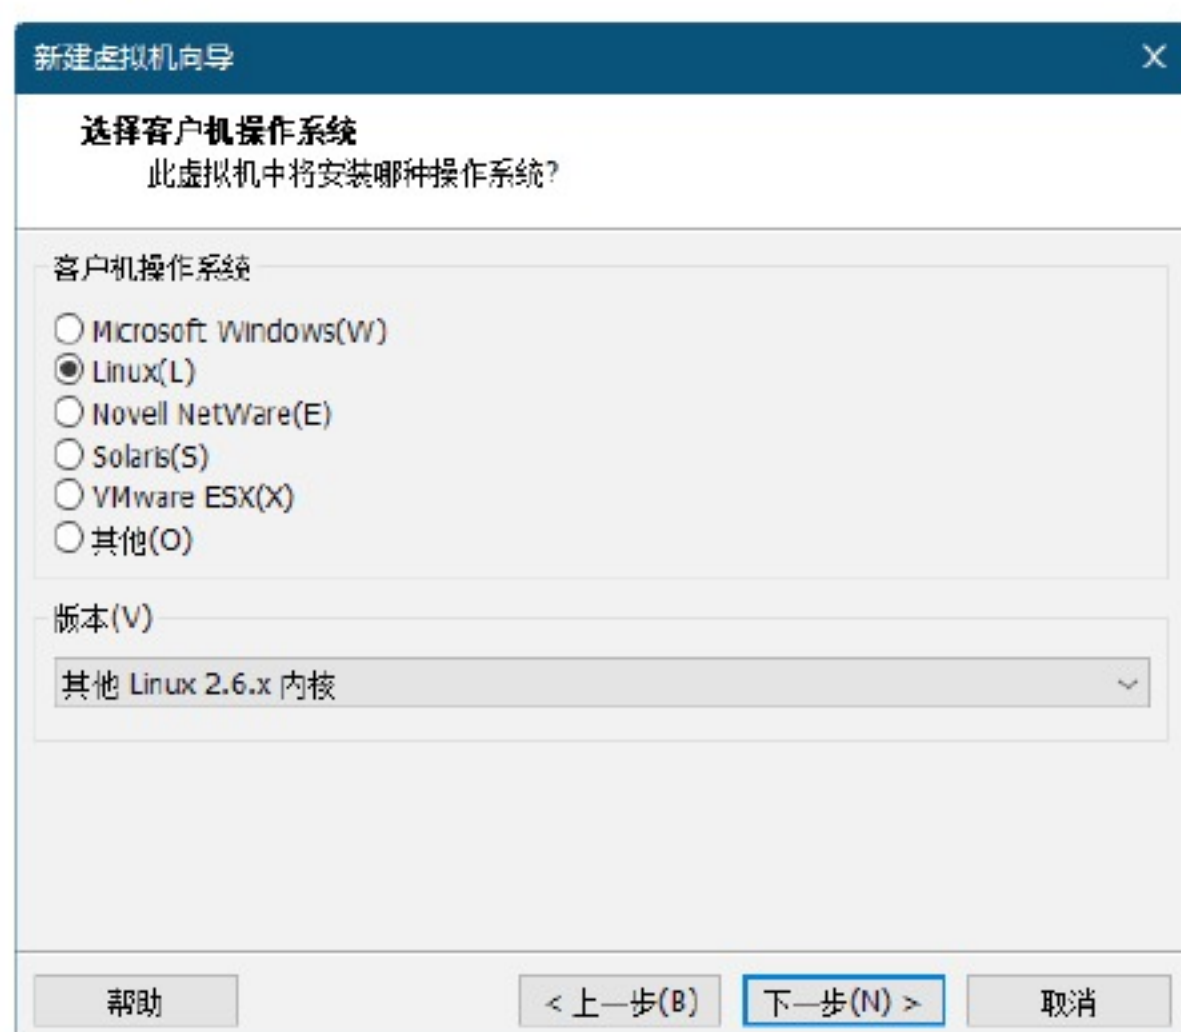 新建虚拟机向导
选择客户机操作系统
此虚拟机中将安装哪种操作系统?
客户机操作系统
Microsoft Windows(W)
Linux(L)
Novell NetWare(E)
Solaris(S)
VMware ESX(X)
其他(O)
版本(V)
其他 Linux 2.6.x 内核
帮助
< 上一步(B)
下一步(N) >
取消